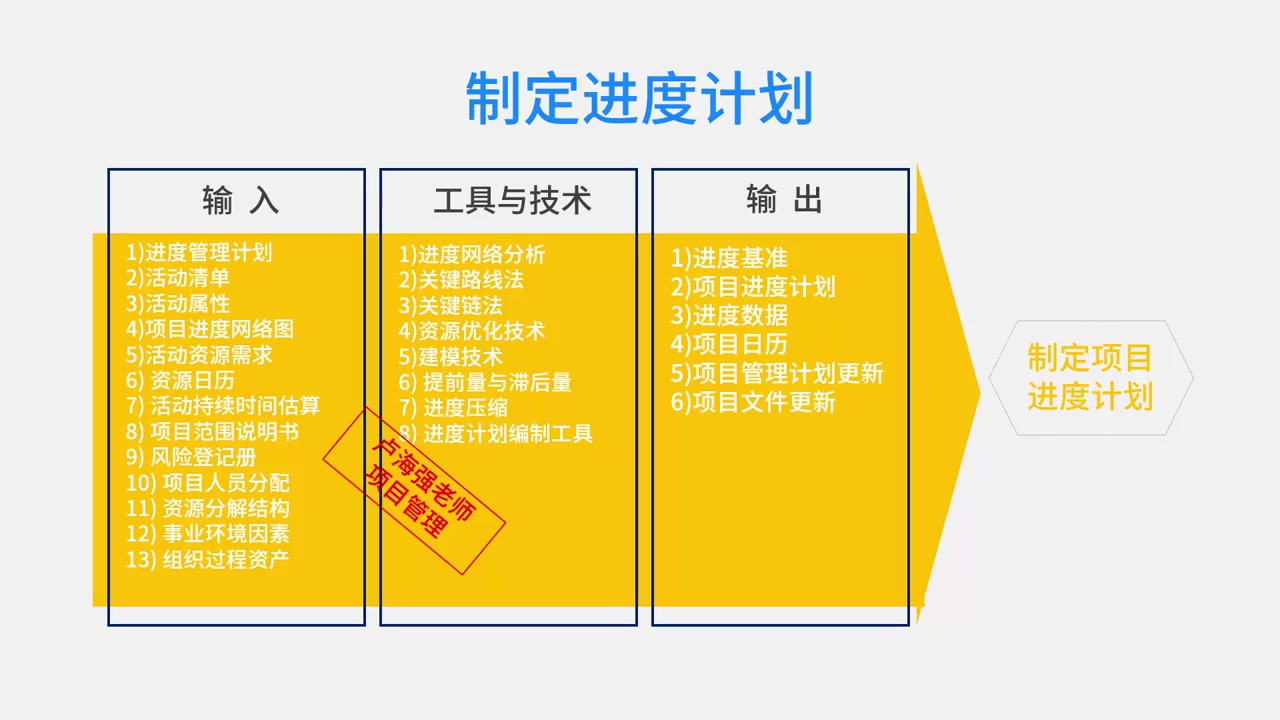 制定进度计划
输 入
1)进度管理计划
2)活动清单
3)活动属性
4)项目进度网络图
5)活动资源需求
6) 资源日历
7) 活动持续时间估算
8) 项目范围说明书
9) 风险登记册
10) 项目人员分配
11) 资源分解结构
12) 事业环境因素
13) 组织过程资产
工具与技术
1)进度网络分析
2)关键路线法
3)关键链法
4)资源优化技术
5)建模技术
6) 提前量与滞后量
7) 进度压缩
8) 进度计划编制工具
卢海强老师
项目管理
输 出
1)进度基准
2)项目进度计划
3)进度数据
4)项目日历
5)项目管理计划更新
6)项目文件更新
制定项目
进度计划